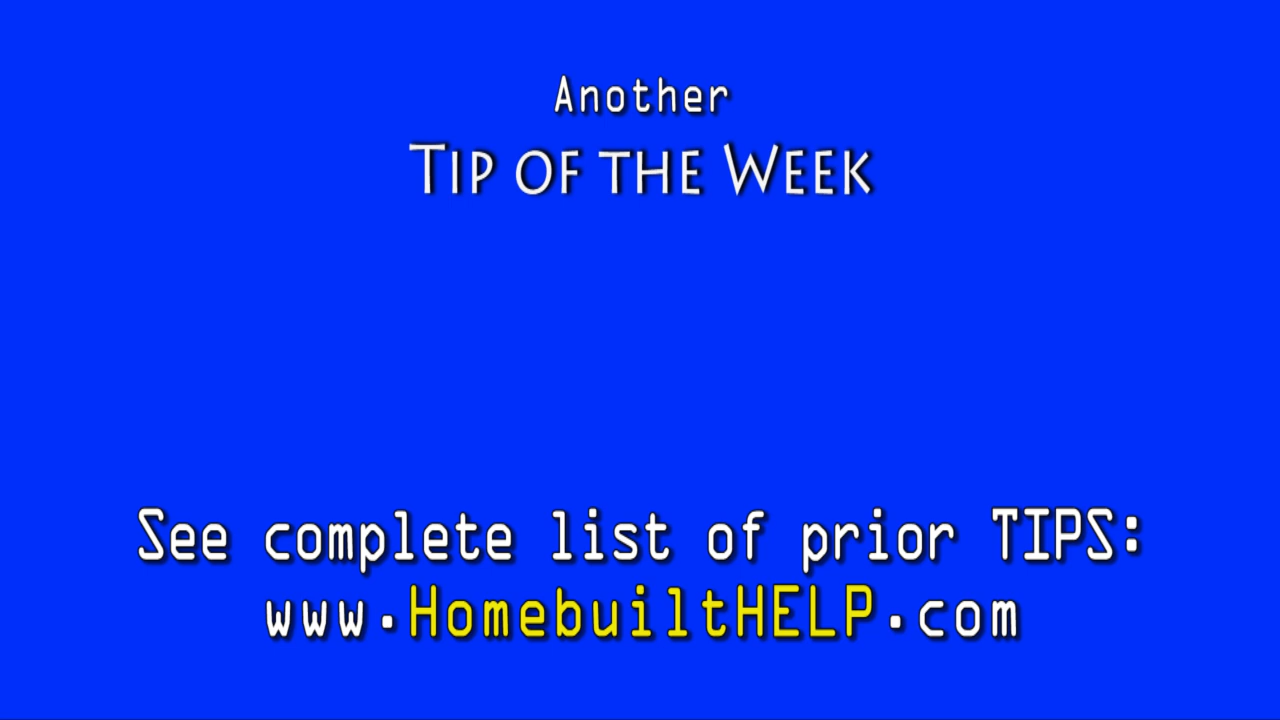 Another
Tip of the Week
See complete list of prior TIPS:
www.HomebuiltHELP.com